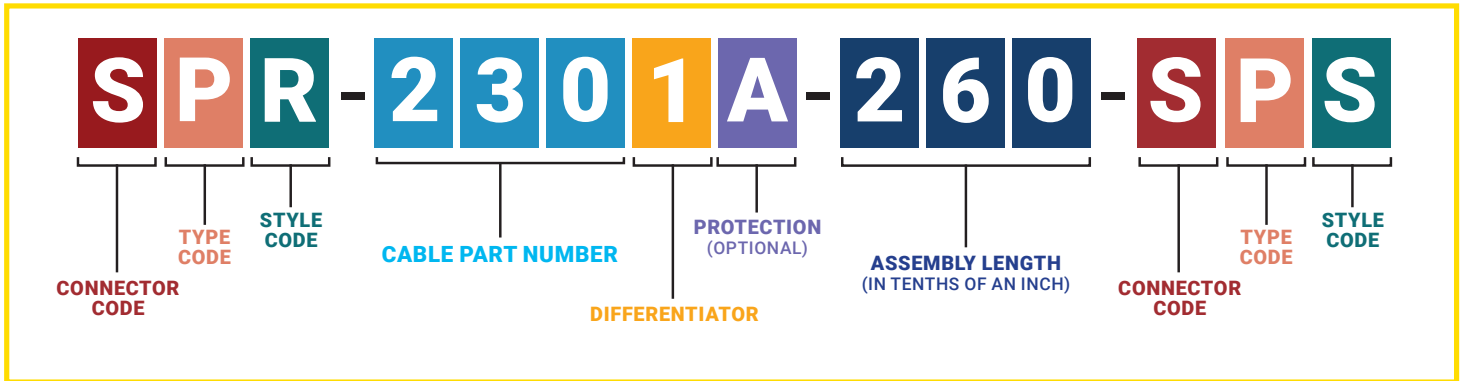 SPR-2301A-260-SPS
CONNECTOR
CODE
TYPE
CODE
STYLE
CODE
CABLE PART NUMBER
DIFFERENTIATOR
PROTECTION
(OPTIONAL)
ASSEMBLY LENGTH
(IN TENTHS OF AN INCH)
CONNECTOR
CODE
TYPE
CODE
STYLE
CODE